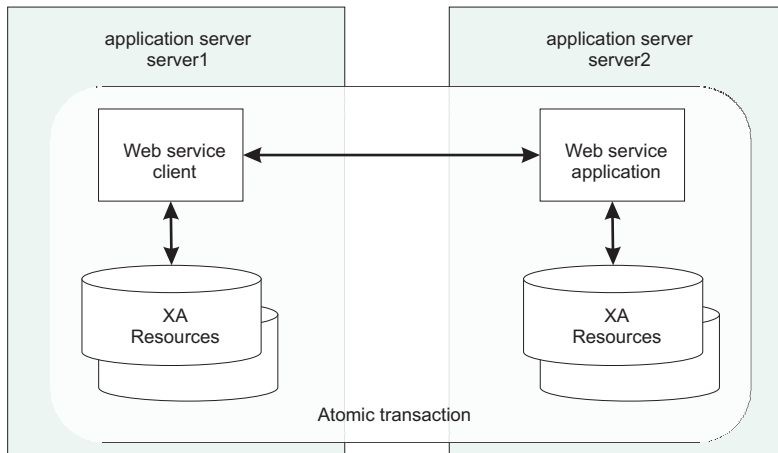 application server
server1
application server
server2
Web service
client
Web service
application
XA
Resources
XA
Resources
Atomic transaction